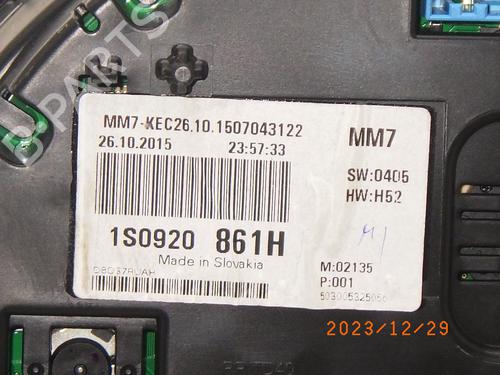 B-PARTS
MM7-KEC26.10.1507043122
26.10.2015 23:57:33
MM7
SW:0405
HW:H52
1S0920 861H
Made in Slovakia
M:02135
P:001
2023/12/29